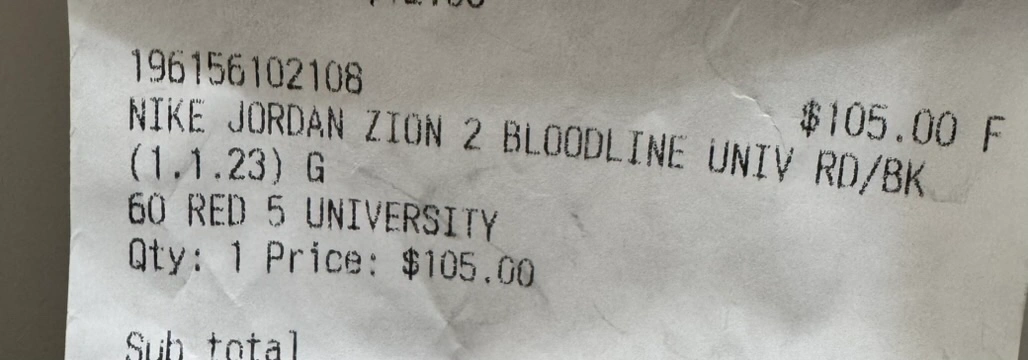 196156102108
$105.00 F
NIKE JORDAN ZION 2 BLOODLINE UNIV RD/BK
(1.1.23) G
60 RED 5 UNIVERSITY
Qty: 1 Price: $105.00
Sub total